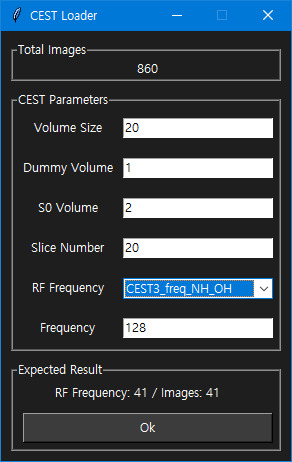 CEST Loader
Total Images
860
CEST Parameters
Volume Size 20
Dummy Volume 1
S0 Volume 2
Slice Number 20
RF Frequency CEST3_freq_NH_OH
Frequency 128
Expected Result
RF Frequency: 41 / Images: 41
Ok